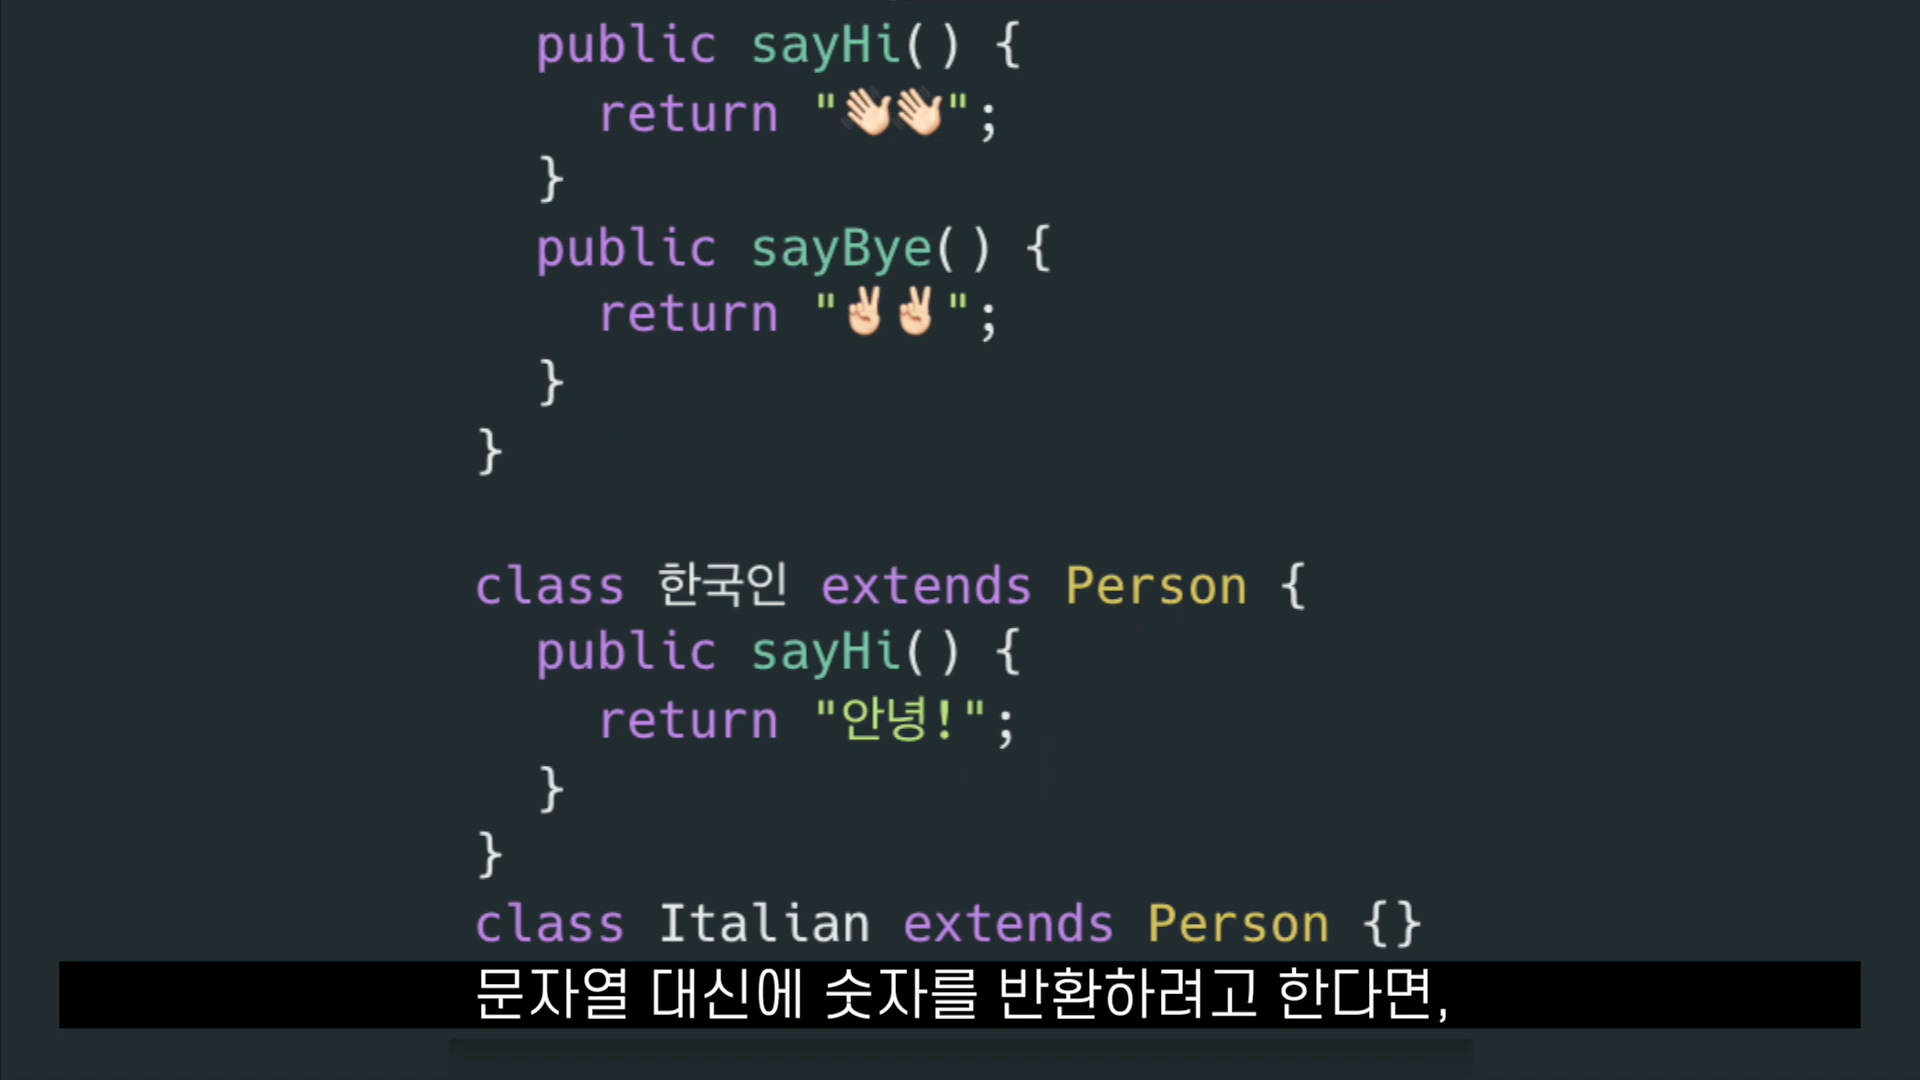 public sayHi() {
return "👋🏻👋🏻";
}
public sayBye() {
return "✌🏻✌🏻";
}
}
class 한국인 extends Person {
public sayHi() {
return "안녕!";
}
}
class Italian extends Person {}
문자열 대신에 숫자를 반환하려고 한다면,